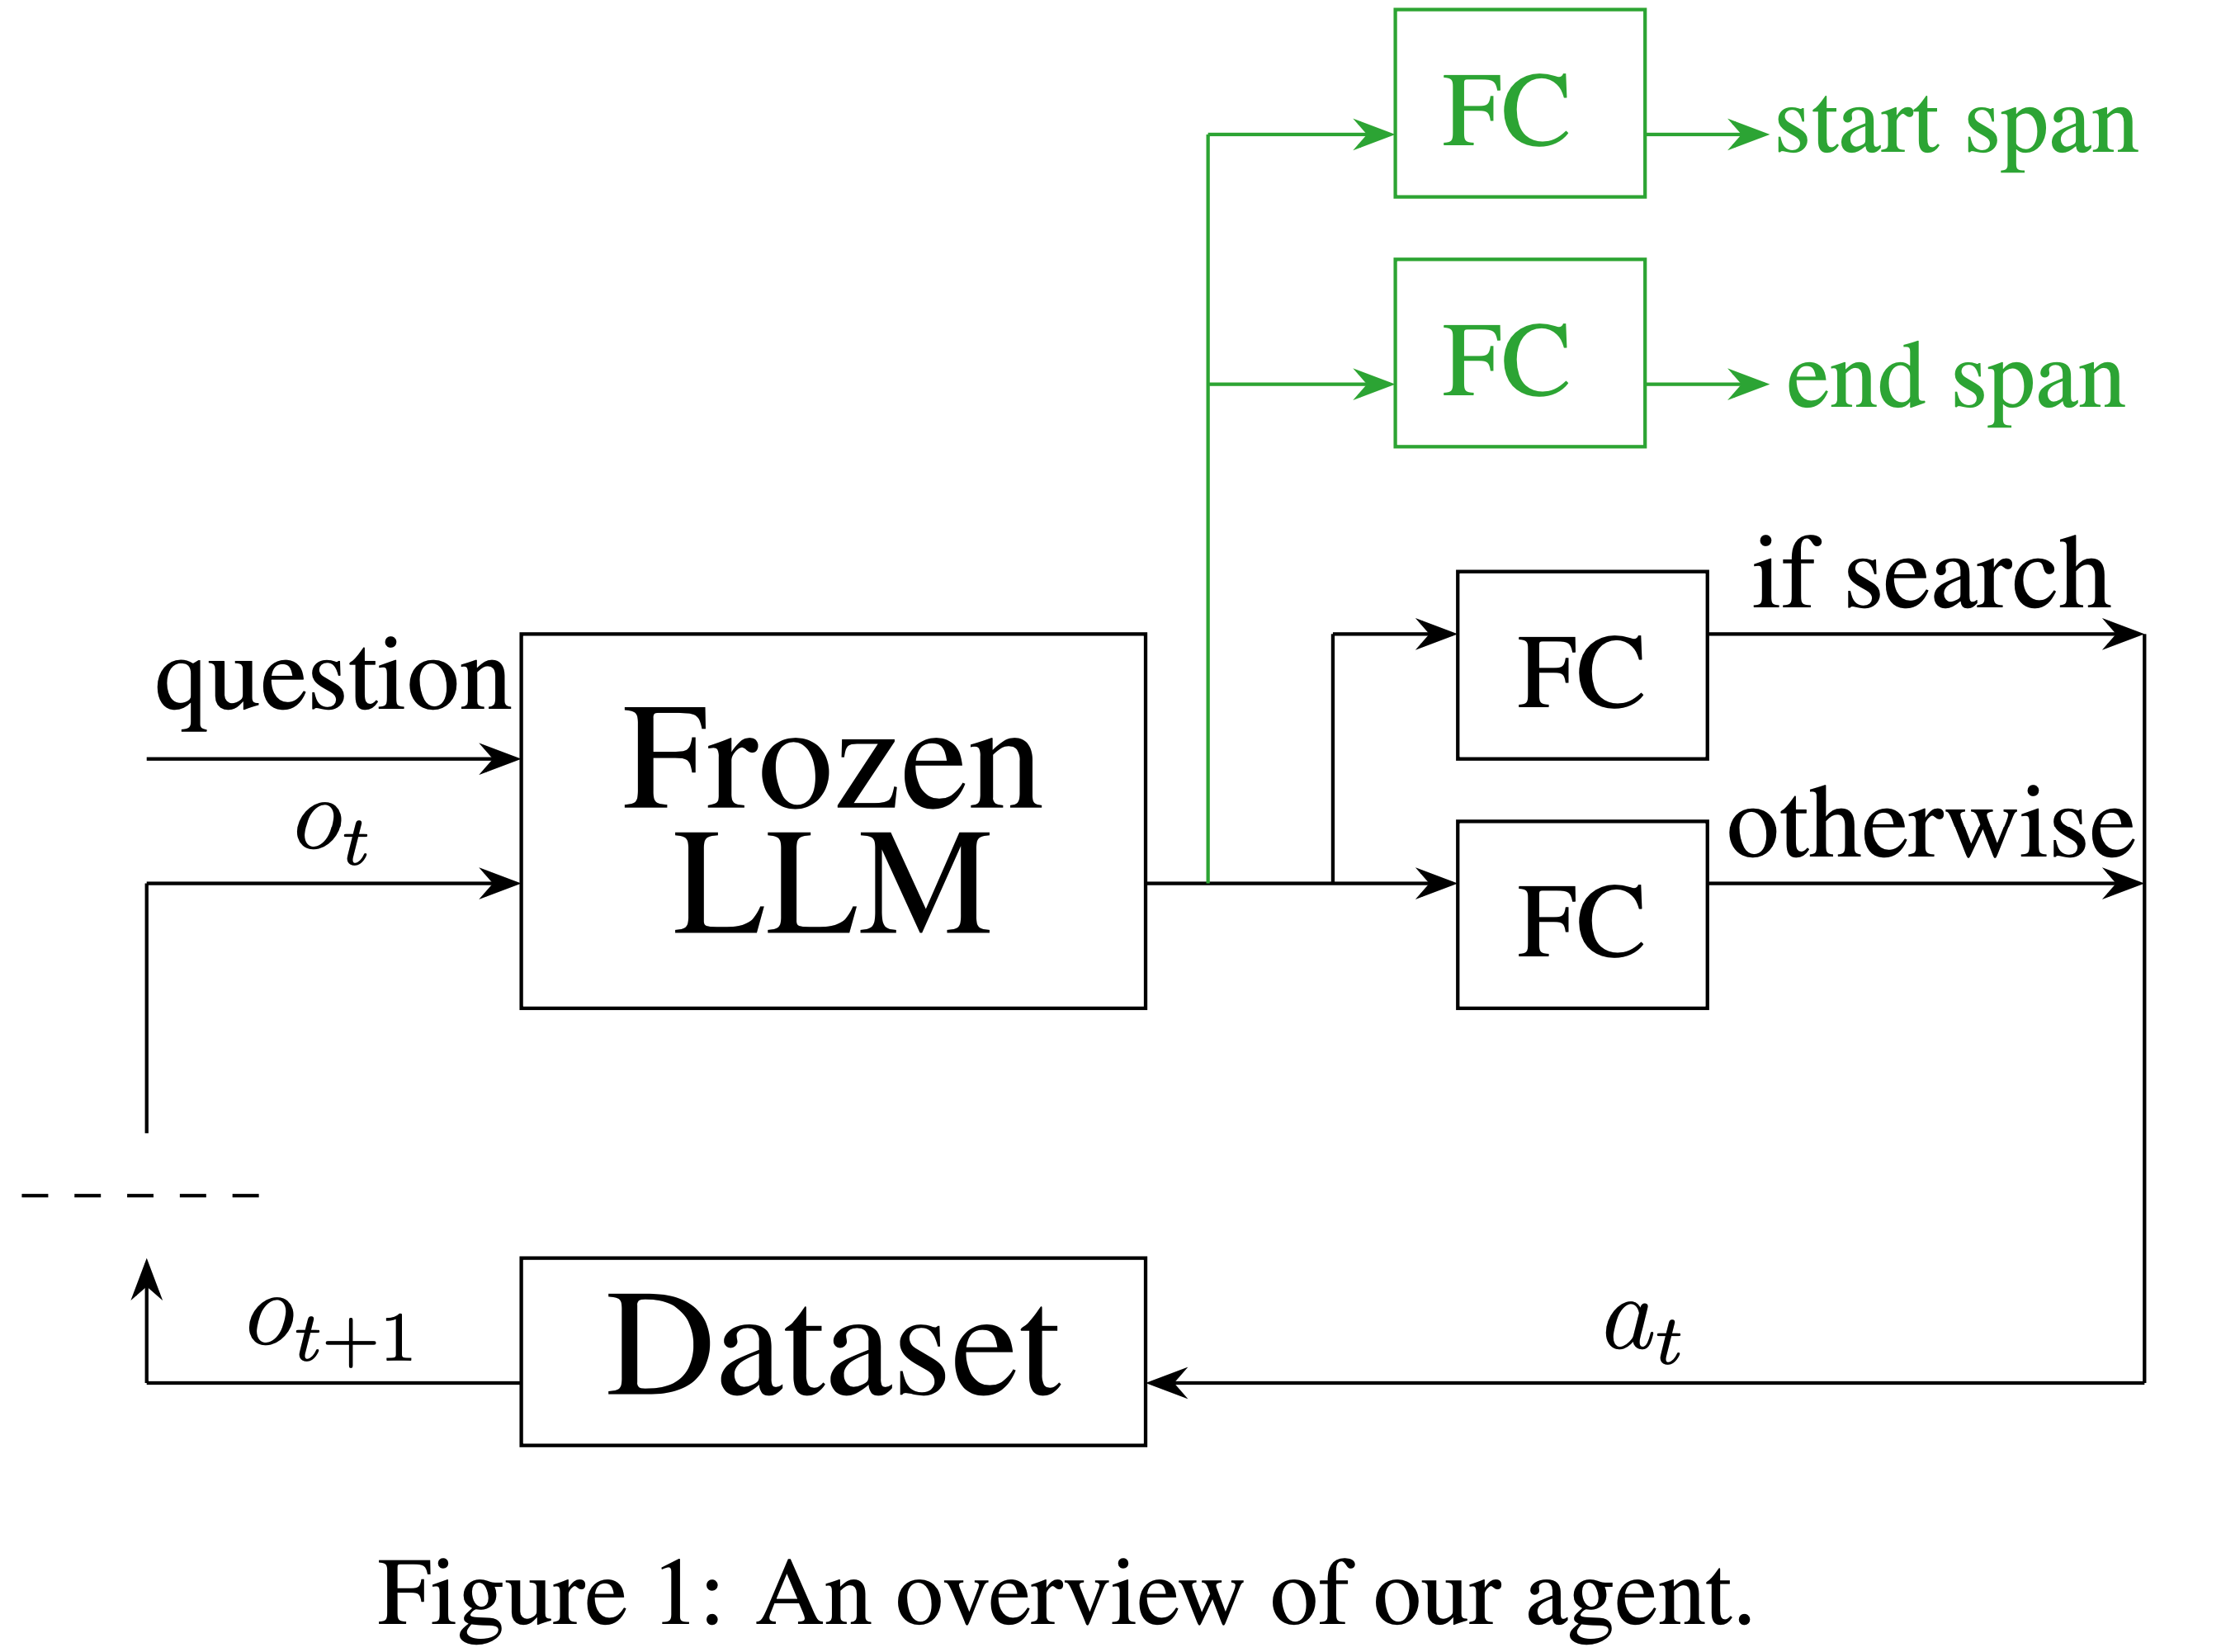 FC
start span
FC
end span
if search
FC
question
Frozen
LLM
o_t
otherwise
FC
o_{t+1}
Dataset
a_t
Figure 1: An overview of our agent.